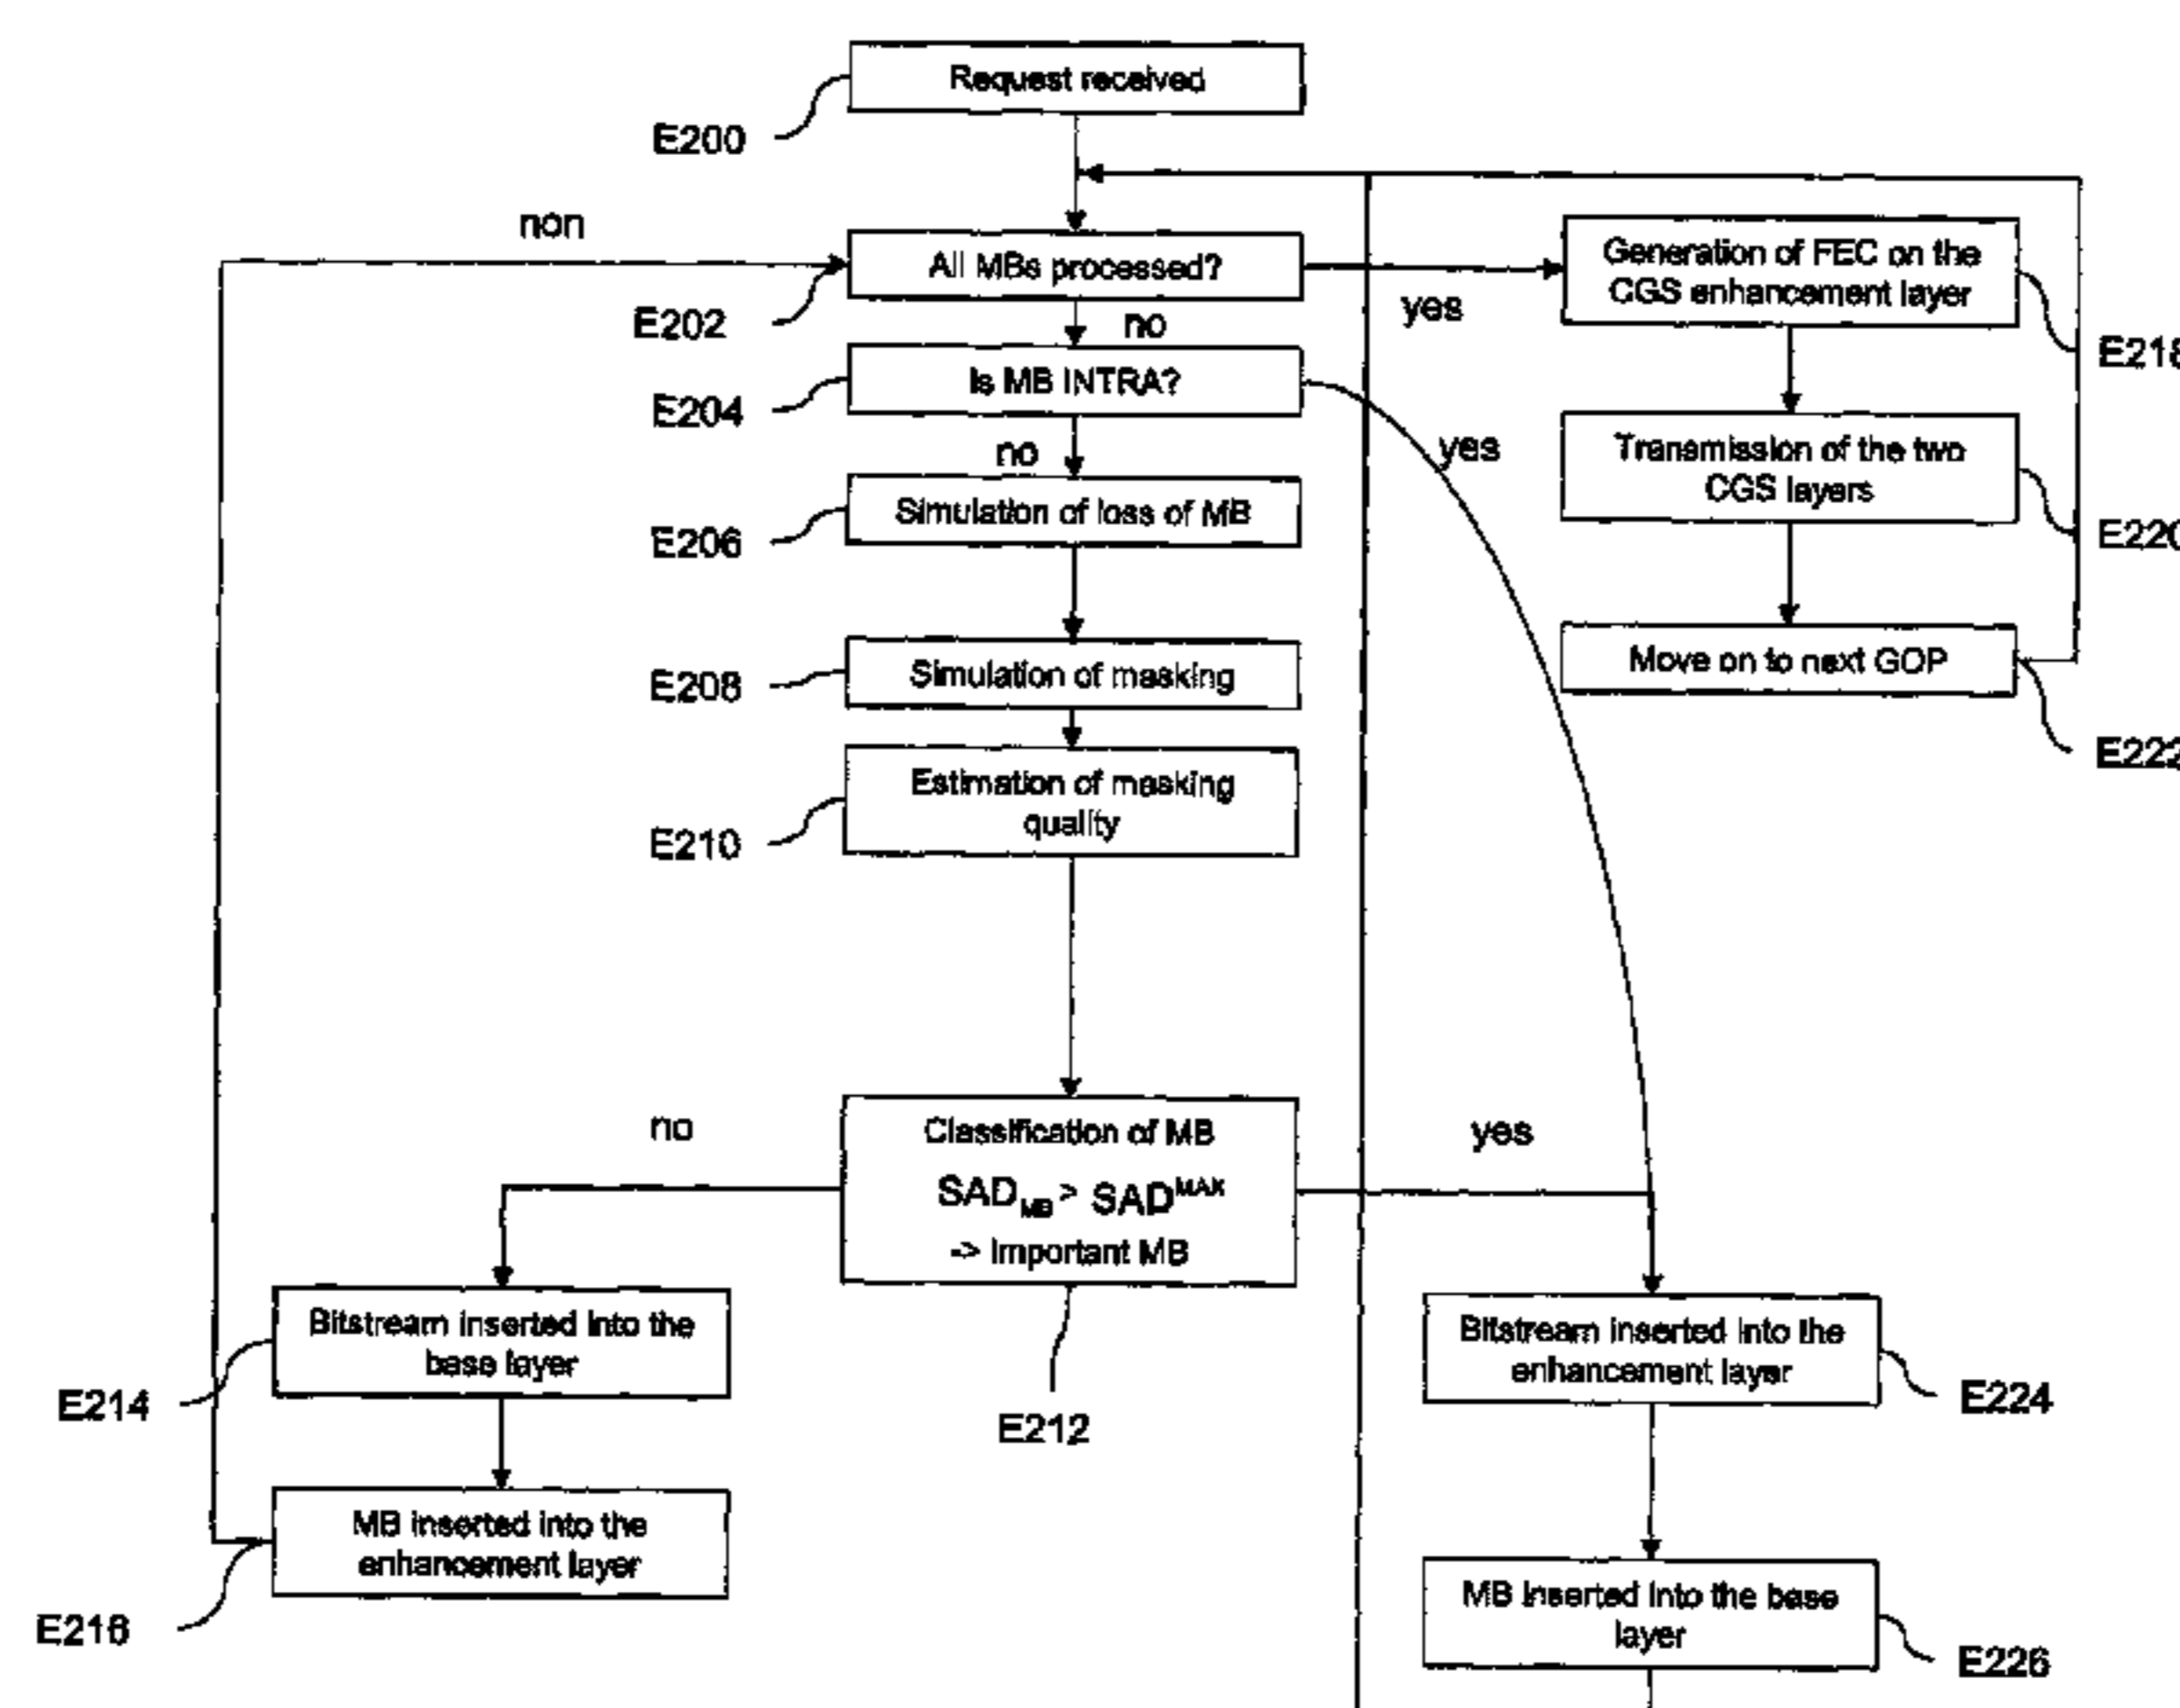 Request received
E200
non
All MBs processed?
E202
yes
no
Generation of FEC on the
CGS enhancement layer
E218
Is MB INTRA?
E204
yes
no
Transmission of the two
CGS layers
E220
Simulation of loss of MB
E206
Simulation of masking
E208
Move on to next GOP
E222
Estimation of masking
quality
E210
no
Classification of MB
SAD_MB > SAD^MAX
-> Important MB
yes
E212
Bitstream inserted into the
base layer
E214
Bitstream inserted into the
enhancement layer
E224
MB inserted into the
enhancement layer
E216
MB inserted into the base
layer
E226